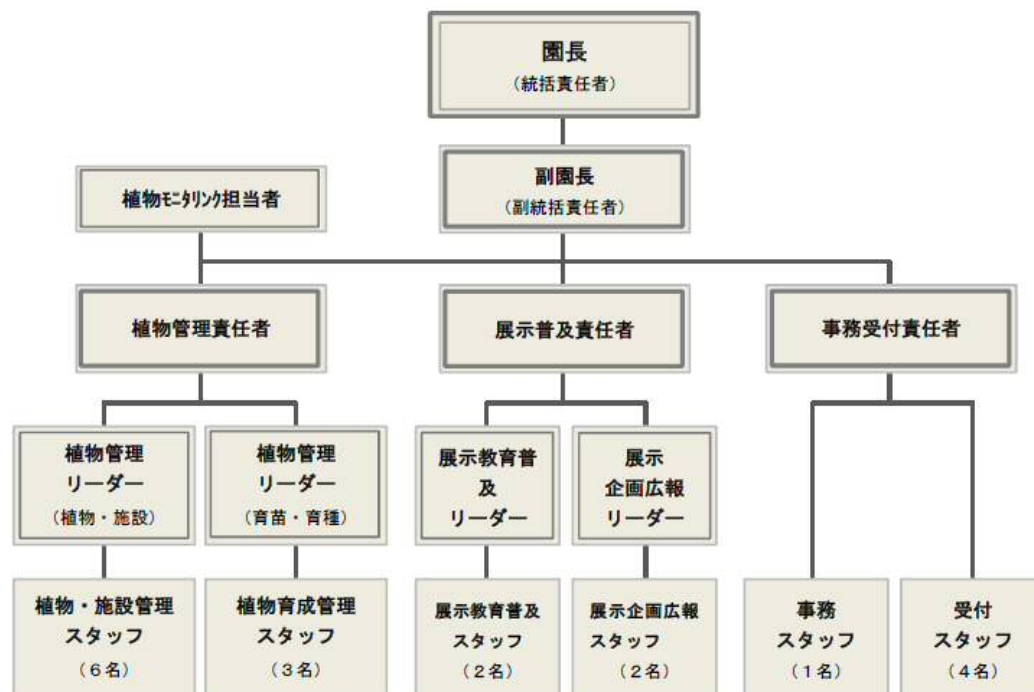 園長
（統括責任者）
副園長
（副統括責任者）
植物ﾓﾆﾀﾘﾝｸ担当者
植物管理責任者
展示普及責任者
事務受付責任者
植物管理
リーダー
（植物・施設）
植物管理
リーダー
（育苗・育種）
展示教育普
及
リーダー
展示
企画広報
リーダー
植物・施設管理
スタッフ
（６名）
植物育成管理
スタッフ
（３名）
展示教育普及
スタッフ
（２名）
展示企画広報
スタッフ
（２名）
事務
スタッフ
（１名）
受付
スタッフ
（４名）